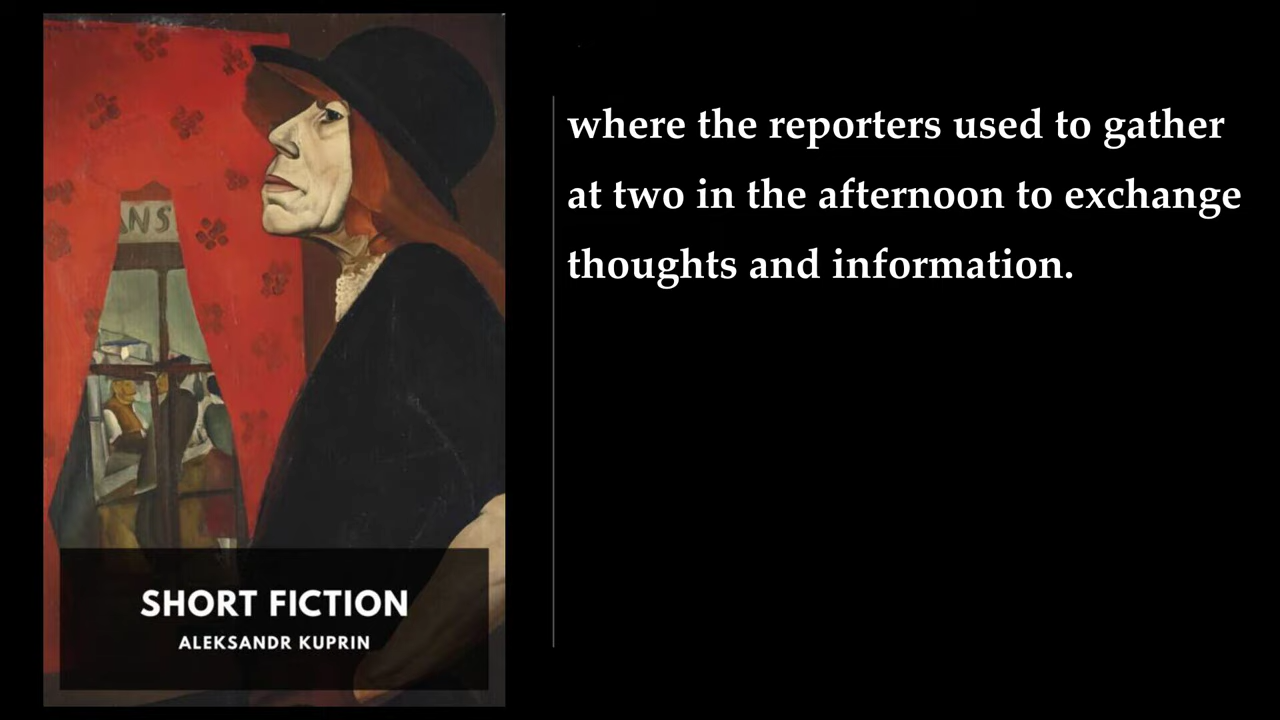 where the reporters used to gather
at two in the afternoon to exchange
thoughts and information.
ANS
SHORT FICTION
ALEKSANDR KUPRIN